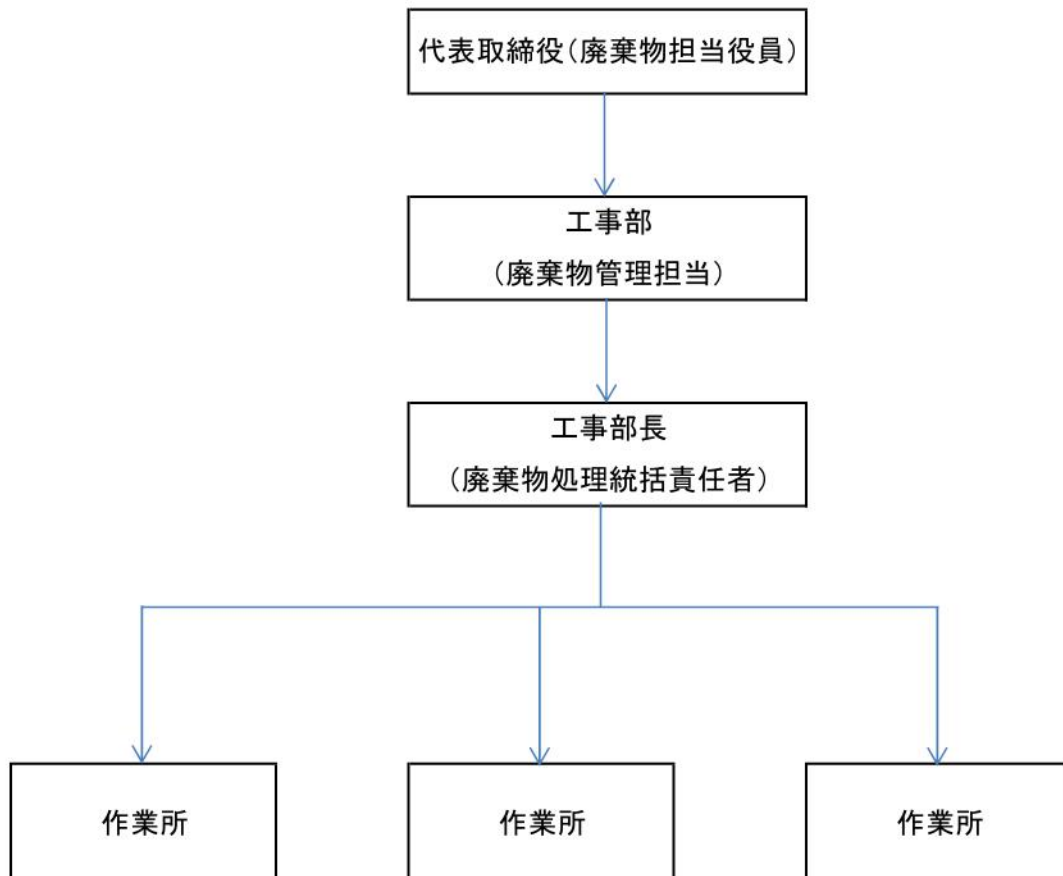 代表取締役(廃棄物担当役員)
工事部
(廃棄物管理担当)
工事部長
(廃棄物処理統括責任者)
作業所
作業所
作業所